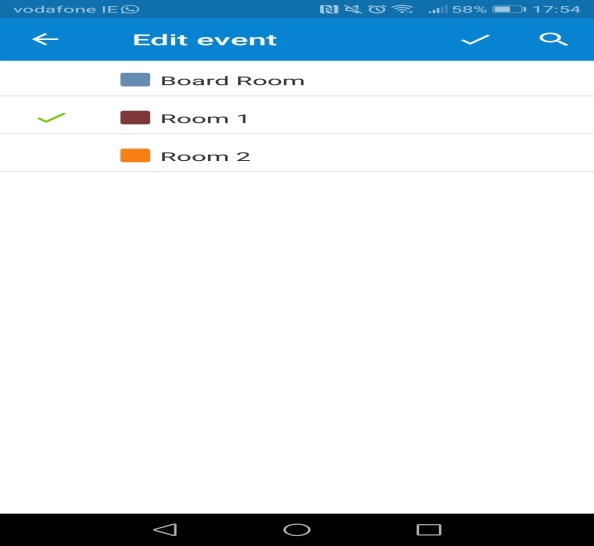 vodafone IE 58% 17:54
Edit event
Board Room
Room 1
Room 2